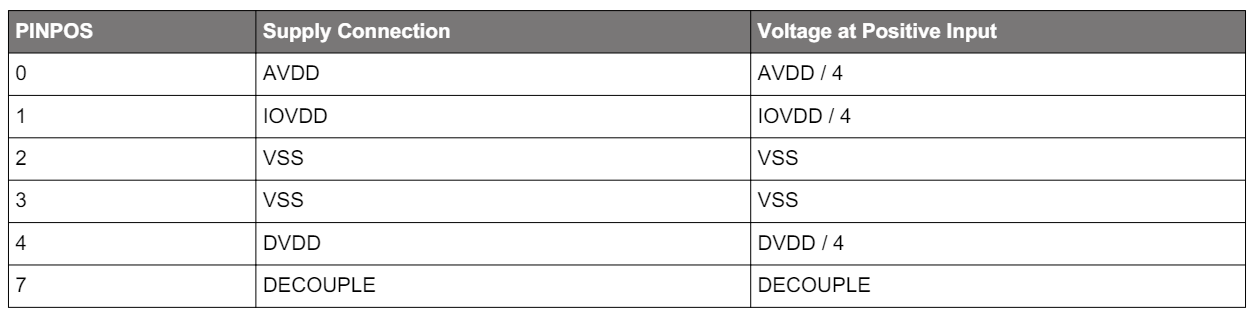 PINPOS Supply Connection Voltage at Positive Input
0 AVDD AVDD / 4
1 IOVDD IOVDD / 4
2 VSS VSS
3 VSS VSS
4 DVDD DVDD / 4
7 DECOUPLE DECOUPLE